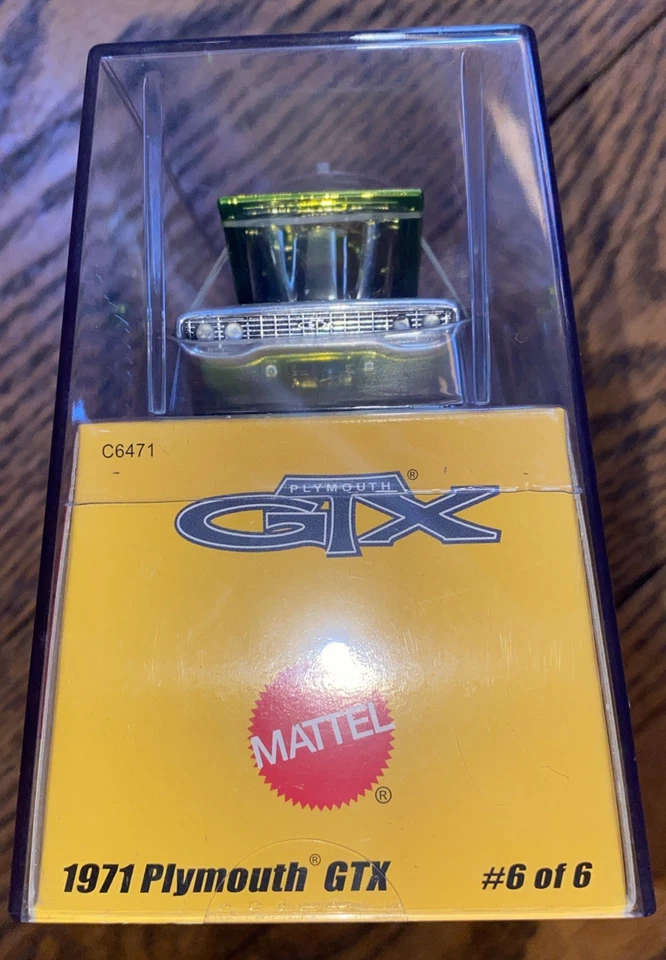 C6471
PLYMOUTH ®
GTX
MATTEL
®
1971 Plymouth® GTX
#6 of 6